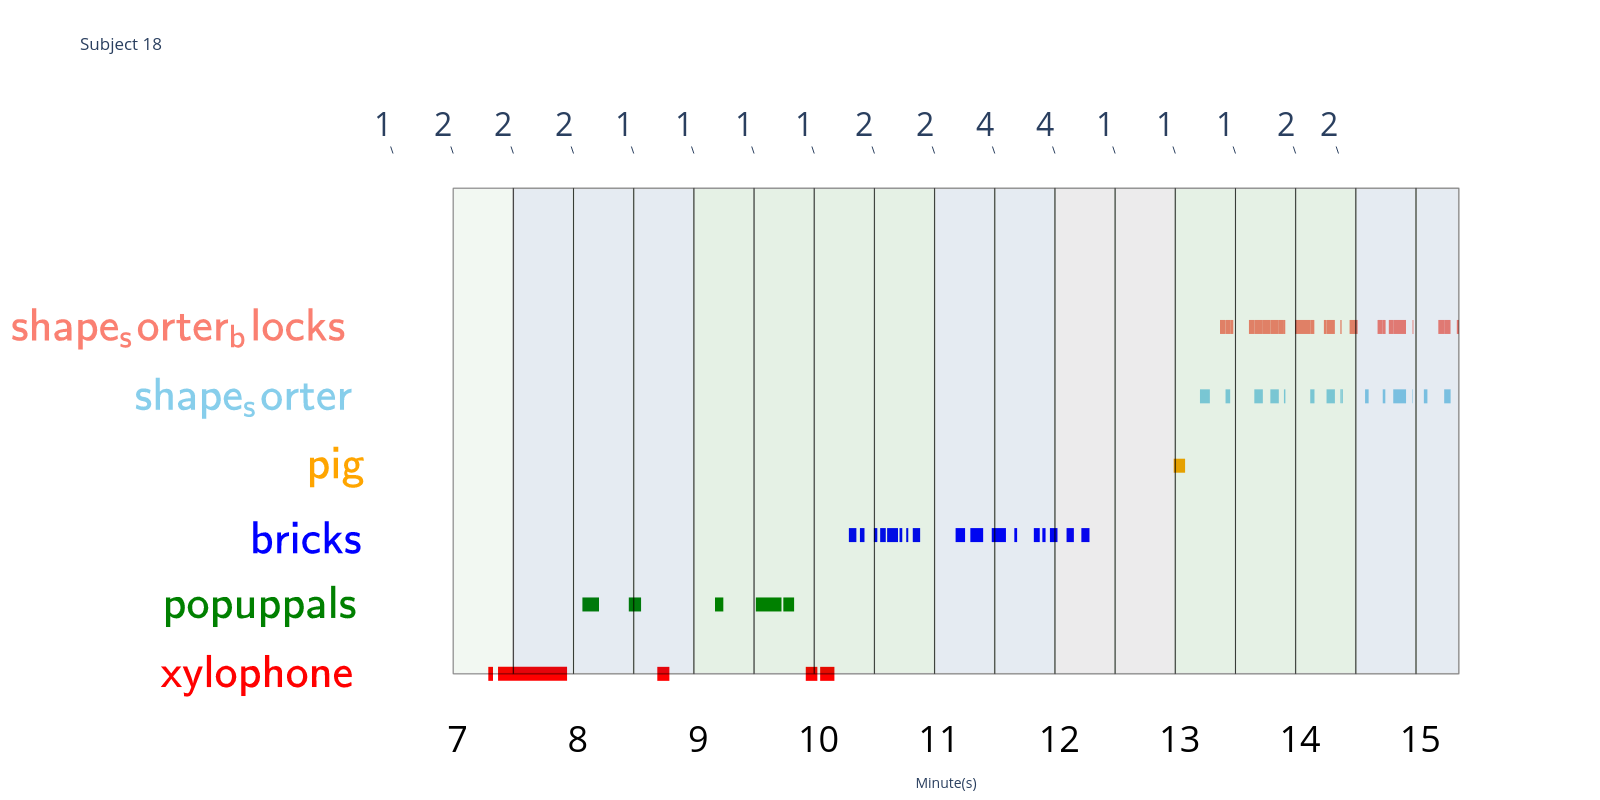 Subject 18
1 2 2 2 1 1 1 1 2 2 4 4 1 1 1 2 2
shapesorterblocks
shapesorter
pig
bricks
popuppals
xylophone
7 8 9 10 11 12 13 14 15
Minute(s)